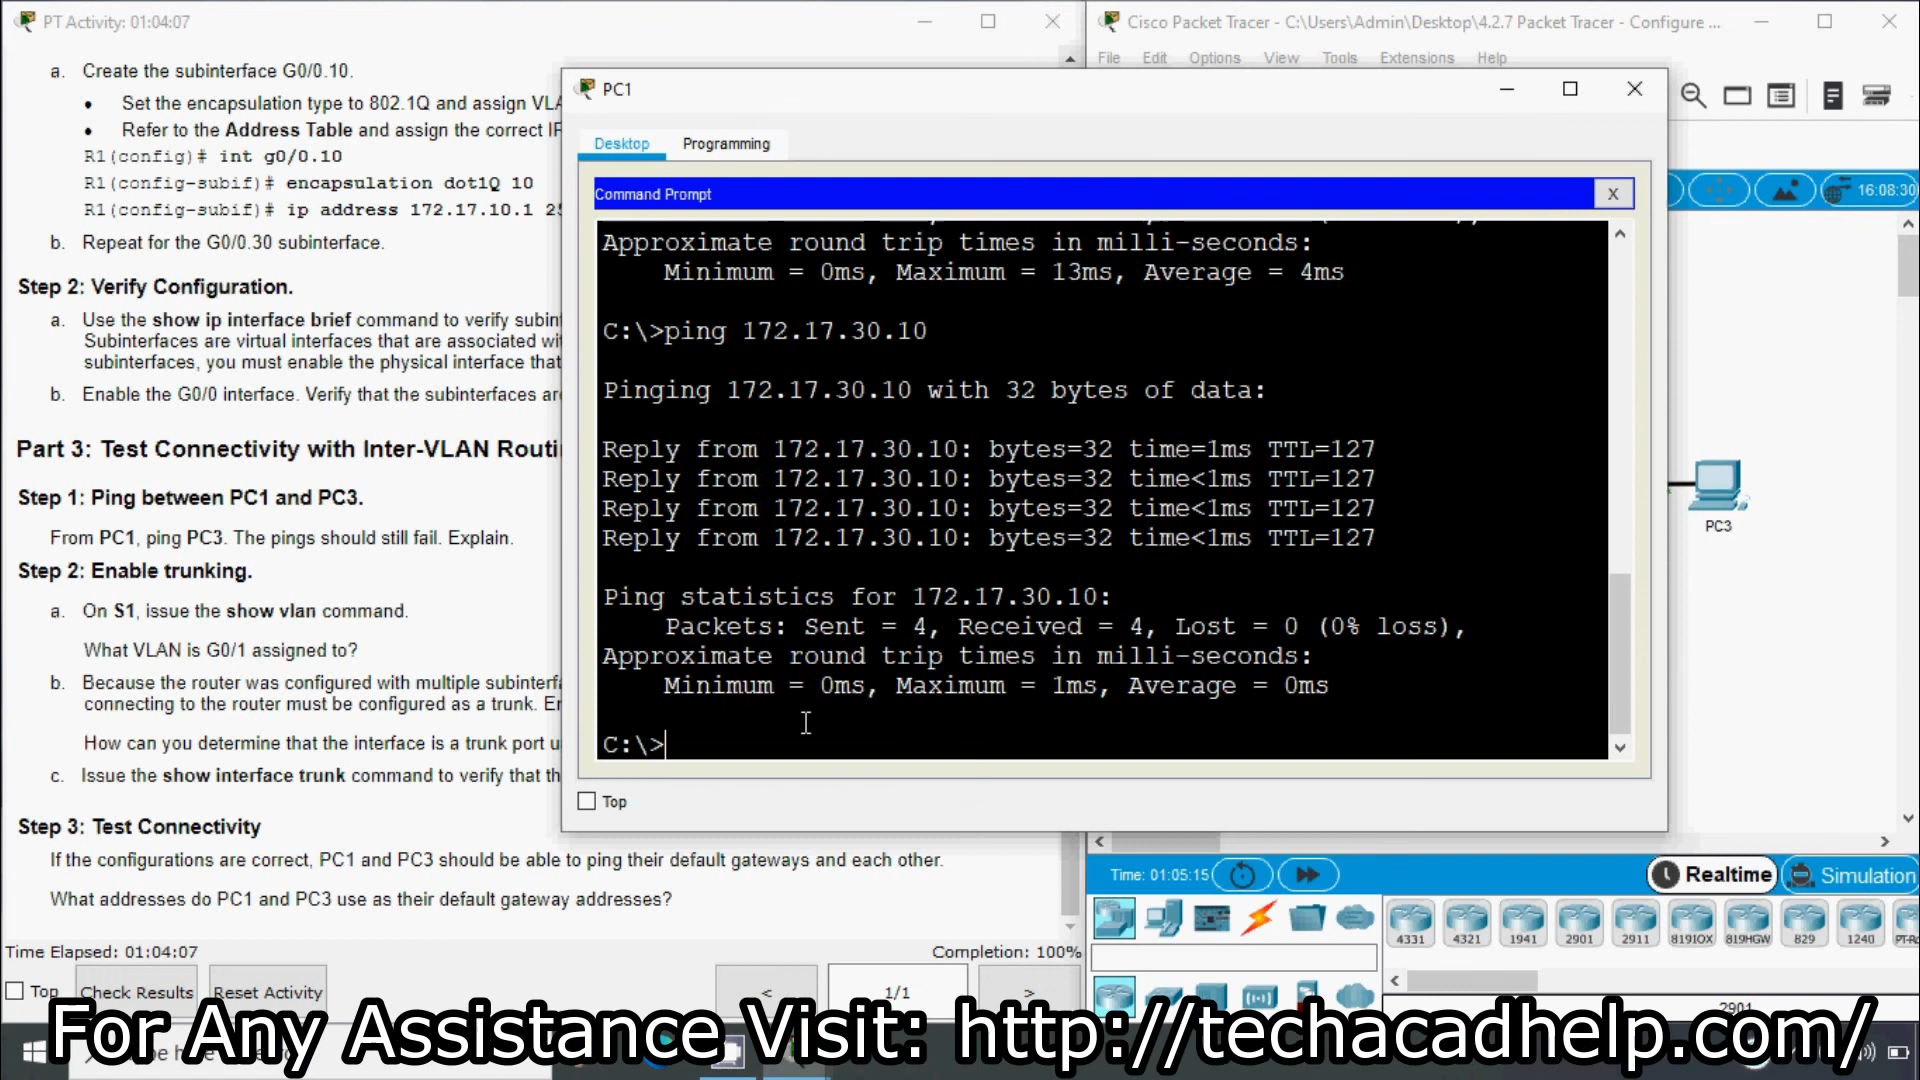 PT Activity: 01:04:07
a. Create the subinterface G0/0.10.
• Set the encapsulation type to 802.1Q and assign
• Refer to the Address Table and assign the correct
R1(config)# int g0/0.10
R1(config-subif)# encapsulation dot1Q 10
R1(config-subif)# ip address 172.17.10.1
b. Repeat for the G0/0.30 subinterface.
Step 2: Verify Configuration.
a. Use the show ip interface brief command to verify
Subinterfaces are virtual interfaces that are associated
subinterfaces, you must enable the physical interface that
b. Enable the G0/0 interface. Verify that the subinterfaces
Part 3: Test Connectivity with Inter-VLAN
Step 1: Ping between PC1 and PC3.
From PC1, ping PC3. The pings should still fail. Explain.
Step 2: Enable trunking.
a. On S1, issue the show vlan command.
What VLAN is G0/1 assigned to?
b. Because the router was configured with multiple
connecting to the router must be configured as a trunk.
How can you determine that the interface is a trunk port
c. Issue the show interface trunk command to verify that
Step 3: Test Connectivity
If the configurations are correct, PC1 and PC3 should be able to ping their default gateways and each other.
What addresses do PC1 and PC3 use as their default gateway addresses?
Time Elapsed: 01:04:07
Completion: 100%
Top
Check Results
Reset Activity
<
1/1
>
Cisco Packet Tracer - C:\Users\Admin\Desktop\4.2.7 Packet Tracer - Configure ...
File Edit Options View Tools Extensions Help
16:08:30
PC1
Desktop Programming
Command Prompt
X
Approximate round trip times in milli-seconds:
Minimum = 0ms, Maximum = 13ms, Average = 4ms
C:\>ping 172.17.30.10
Pinging 172.17.30.10 with 32 bytes of data:
Reply from 172.17.30.10: bytes=32 time=1ms TTL=127
Reply from 172.17.30.10: bytes=32 time<1ms TTL=127
Reply from 172.17.30.10: bytes=32 time<1ms TTL=127
Reply from 172.17.30.10: bytes=32 time<1ms TTL=127
Ping statistics for 172.17.30.10:
Packets: Sent = 4, Received = 4, Lost = 0 (0% loss),
Approximate round trip times in milli-seconds:
Minimum = 0ms, Maximum = 1ms, Average = 0ms
C:\>
Top
PC3
Time: 01:05:15
Realtime
Simulation
4331 4321 1941 2901 2911 819IOX 819HGW 829 1240
2901
For Any Assistance Visit: http://techacadhelp.com/